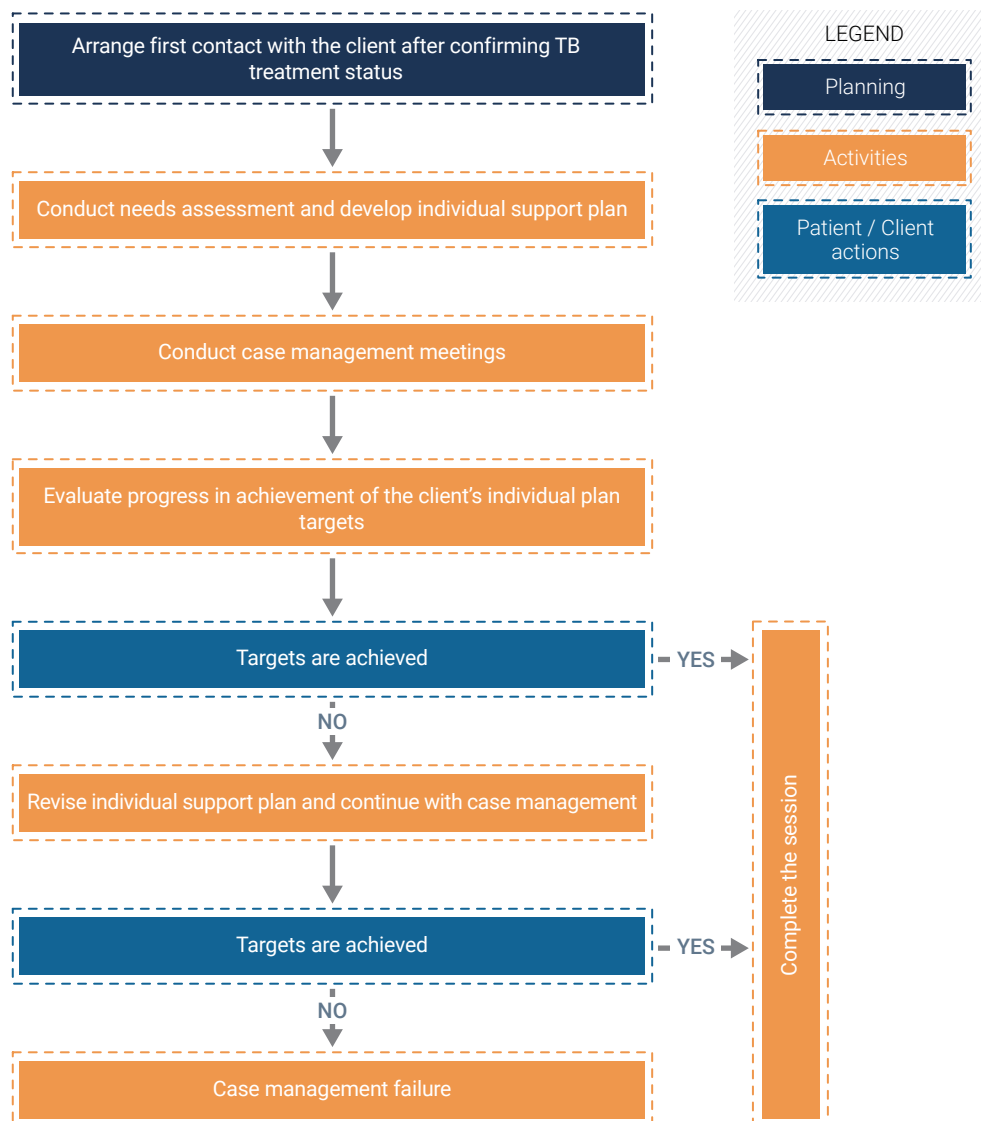 Arrange first contact with the client after confirming TB
treatment status
LEGEND
Planning
Activities
Patient / Client
actions
Conduct needs assessment and develop individual support plan
Conduct case management meetings
Evaluate progress in achievement of the client’s individual plan
targets
Targets are achieved
YES
NO
Revise individual support plan and continue with case management
Targets are achieved
YES
NO
Case management failure
Complete the session